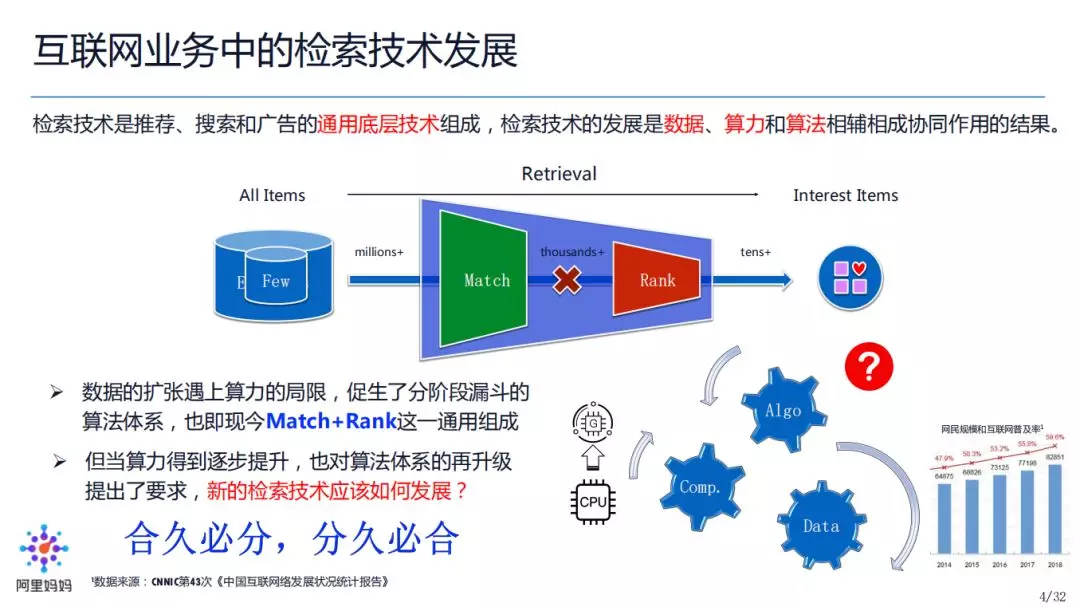 互联网业务中的检索技术发展
检索技术是推荐、搜索和广告的通用底层技术组成，检索技术的发展是数据、算力和算法相辅相成协同作用的结果。
Retrieval
All Items
Interest Items
millions+
thousands+
tens+
E
Few
Match
Rank
➢ 数据的扩张遇上算力的局限，促生了分阶段漏斗的
算法体系，也即现今Match+Rank这一通用组成
➢ 但当算力得到逐步提升，也对算法体系的再升级
提出了要求，新的检索技术应该如何发展？
合久必分，分久必合
G
CPU
?
Algo
Comp.
Data
网民规模和互联网普及率¹
47.9%
50.3%
53.2%
55.8%
59.6%
64875
68826
73125
77198
82851
2014
2015
2016
2017
2018
阿里妈妈
¹数据来源：CNNIC第43次《中国互联网络发展状况统计报告》
4/32